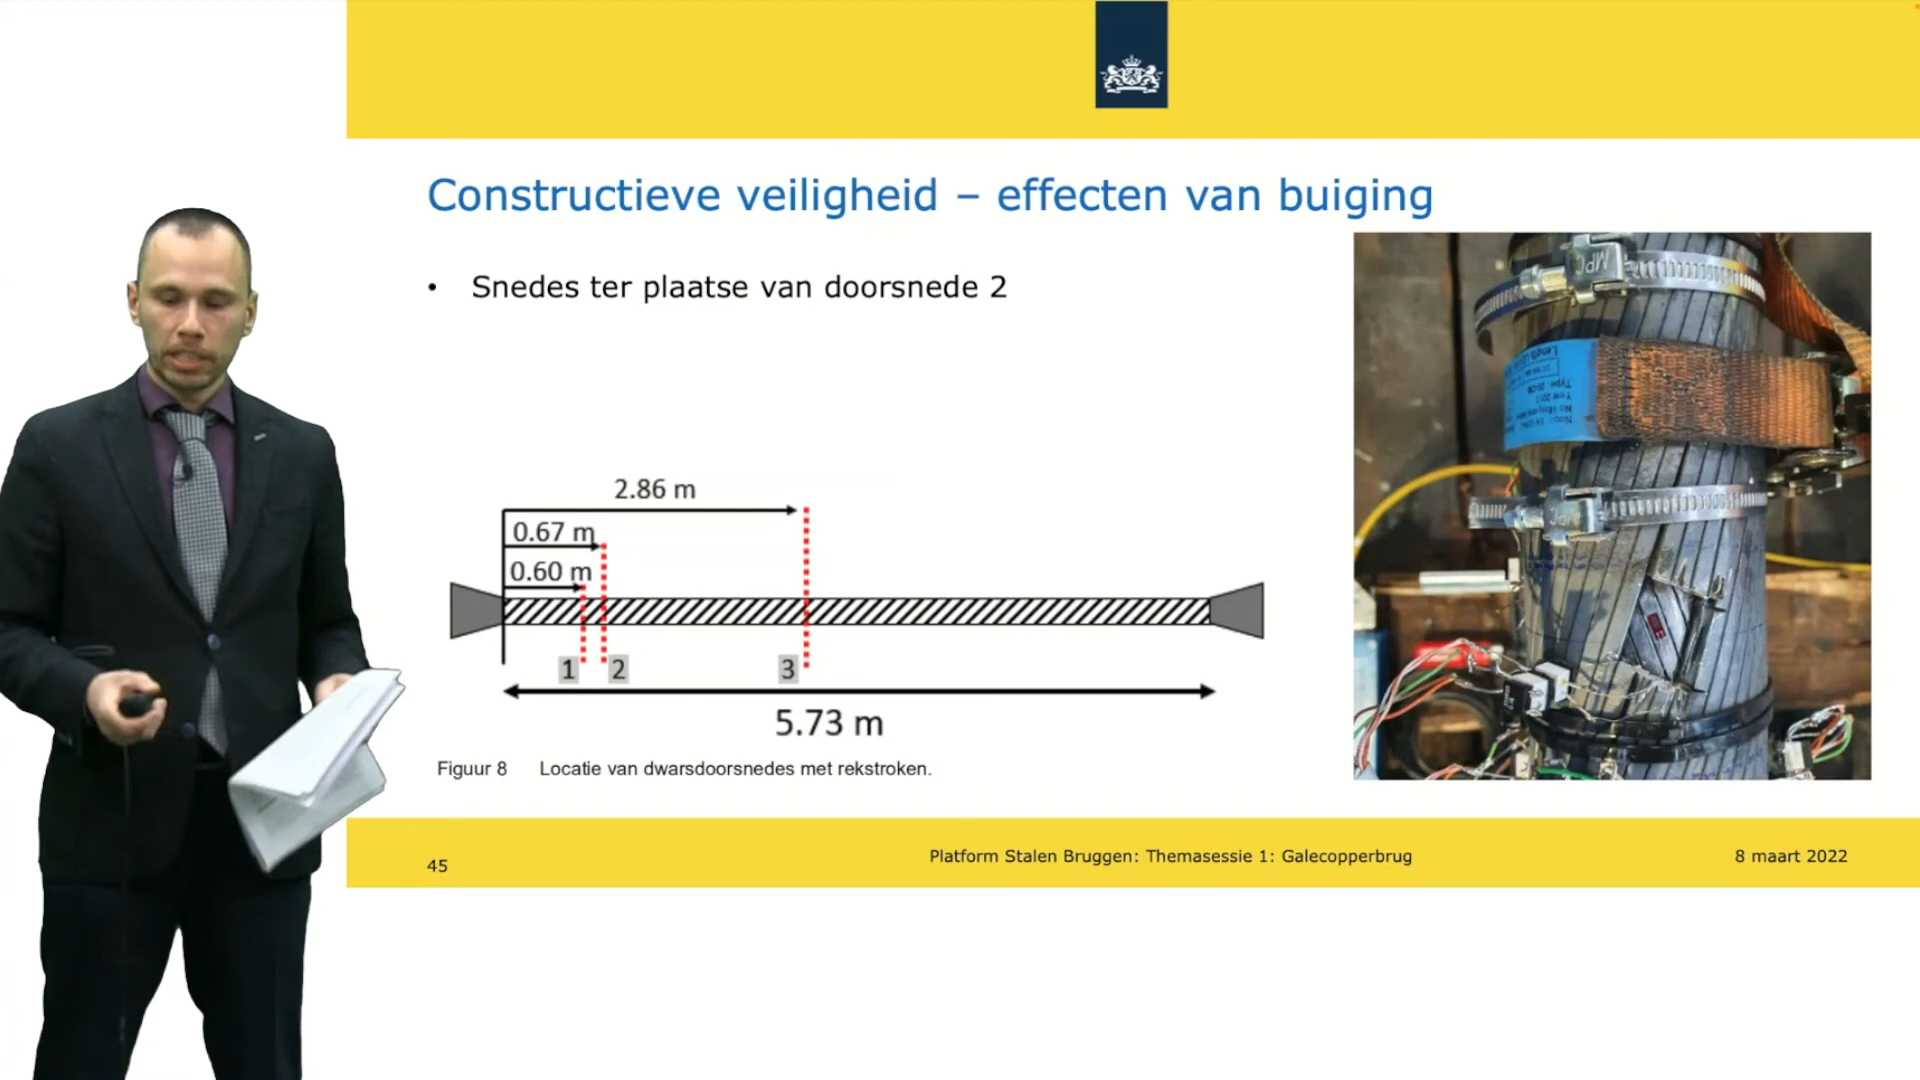 Constructieve veiligheid – effecten van buiging
• Snedes ter plaatse van doorsnede 2
2.86 m
0.67 m
0.60 m
1
2
3
5.73 m
Figuur 8 Locatie van dwarsdoorsnedes met rekstroken.
MPC
45
Platform Stalen Bruggen: Themasessie 1: Galecopperbrug
8 maart 2022